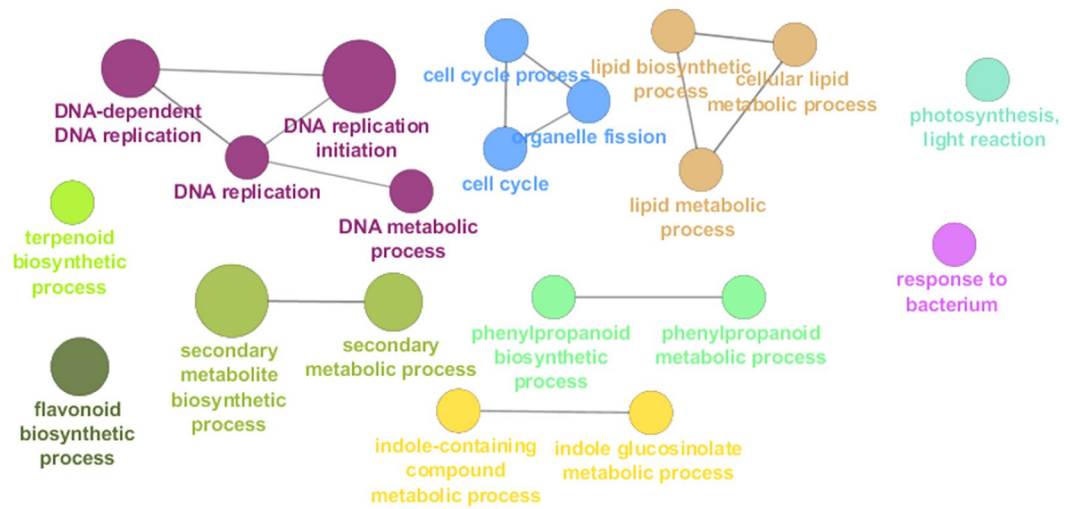 DNA-dependent
DNA replication
DNA replication
initiation
DNA replication
DNA metabolic
process
cell cycle process
organelle fission
cell cycle
lipid biosynthetic
process
cellular lipid
metabolic process
lipid metabolic
process
photosynthesis,
light reaction
terpenoid
biosynthetic
process
response to
bacterium
secondary
metabolite
biosynthetic
process
secondary
metabolic process
phenylpropanoid
biosynthetic
process
phenylpropanoid
metabolic process
flavonoid
biosynthetic
process
indole-containing
compound
metabolic process
indole glucosinolate
metabolic process